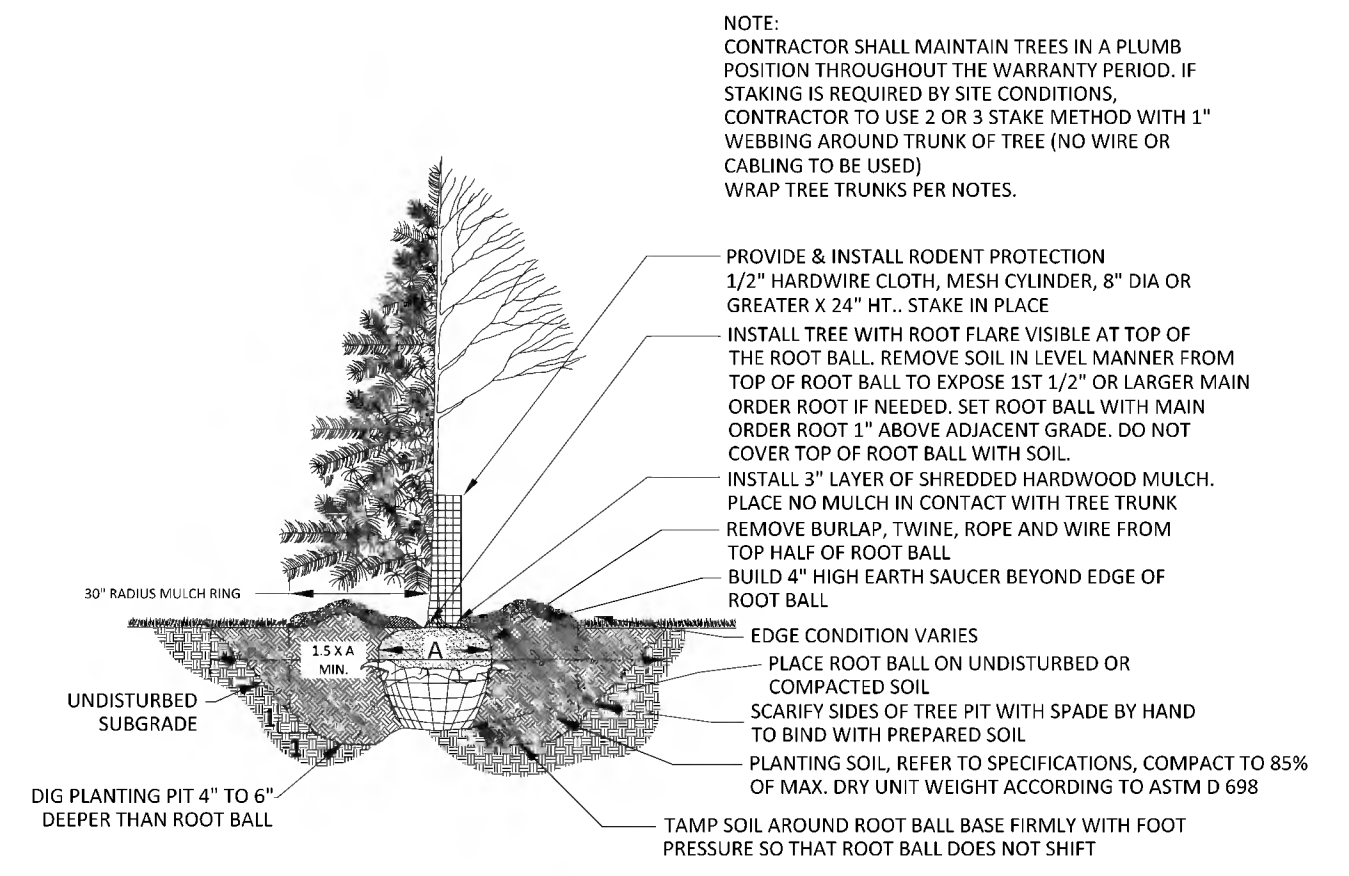 NOTE:
CONTRACTOR SHALL MAINTAIN TREES IN A PLUMB
POSITION THROUGHOUT THE WARRANTY PERIOD. IF
STAKING IS REQUIRED BY SITE CONDITIONS,
CONTRACTOR TO USE 2 OR 3 STAKE METHOD WITH 1"
WEBBING AROUND TRUNK OF TREE (NO WIRE OR
CABLING TO BE USED)
WRAP TREE TRUNKS PER NOTES.
PROVIDE & INSTALL RODENT PROTECTION
1/2" HARDWIRE CLOTH, MESH CYLINDER, 8" DIA OR
GREATER X 24" HT.. STAKE IN PLACE
INSTALL TREE WITH ROOT FLARE VISIBLE AT TOP OF
THE ROOT BALL. REMOVE SOIL IN LEVEL MANNER FROM
TOP OF ROOT BALL TO EXPOSE 1ST 1/2" OR LARGER MAIN
ORDER ROOT IF NEEDED. SET ROOT BALL WITH MAIN
ORDER ROOT 1" ABOVE ADJACENT GRADE. DO NOT
COVER TOP OF ROOT BALL WITH SOIL.
INSTALL 3" LAYER OF SHREDDED HARDWOOD MULCH.
PLACE NO MULCH IN CONTACT WITH TREE TRUNK
REMOVE BURLAP, TWINE, ROPE AND WIRE FROM
TOP HALF OF ROOT BALL
BUILD 4" HIGH EARTH SAUCER BEYOND EDGE OF
ROOT BALL
30" RADIUS MULCH RING
EDGE CONDITION VARIES
1.5 X A
MIN.
A
PLACE ROOT BALL ON UNDISTURBED OR
COMPACTED SOIL
UNDISTURBED
SUBGRADE
1
1
SCARIFY SIDES OF TREE PIT WITH SPADE BY HAND
TO BIND WITH PREPARED SOIL
PLANTING SOIL, REFER TO SPECIFICATIONS, COMPACT TO 85%
OF MAX. DRY UNIT WEIGHT ACCORDING TO ASTM D 698
DIG PLANTING PIT 4" TO 6"
DEEPER THAN ROOT BALL
TAMP SOIL AROUND ROOT BALL BASE FIRMLY WITH FOOT
PRESSURE SO THAT ROOT BALL DOES NOT SHIFT